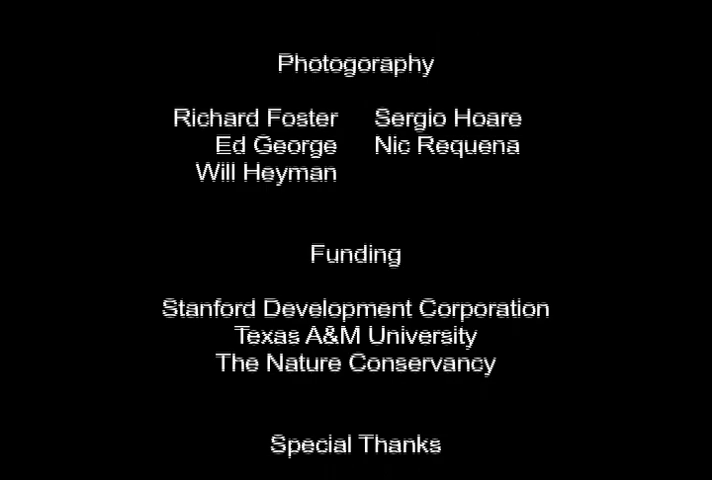 Photogoraphy
Richard Foster Sergio Hoare
Ed George Nic Requena
Will Heyman
Funding
Stanford Development Corporation
Texas A&M University
The Nature Conservancy
Special Thanks